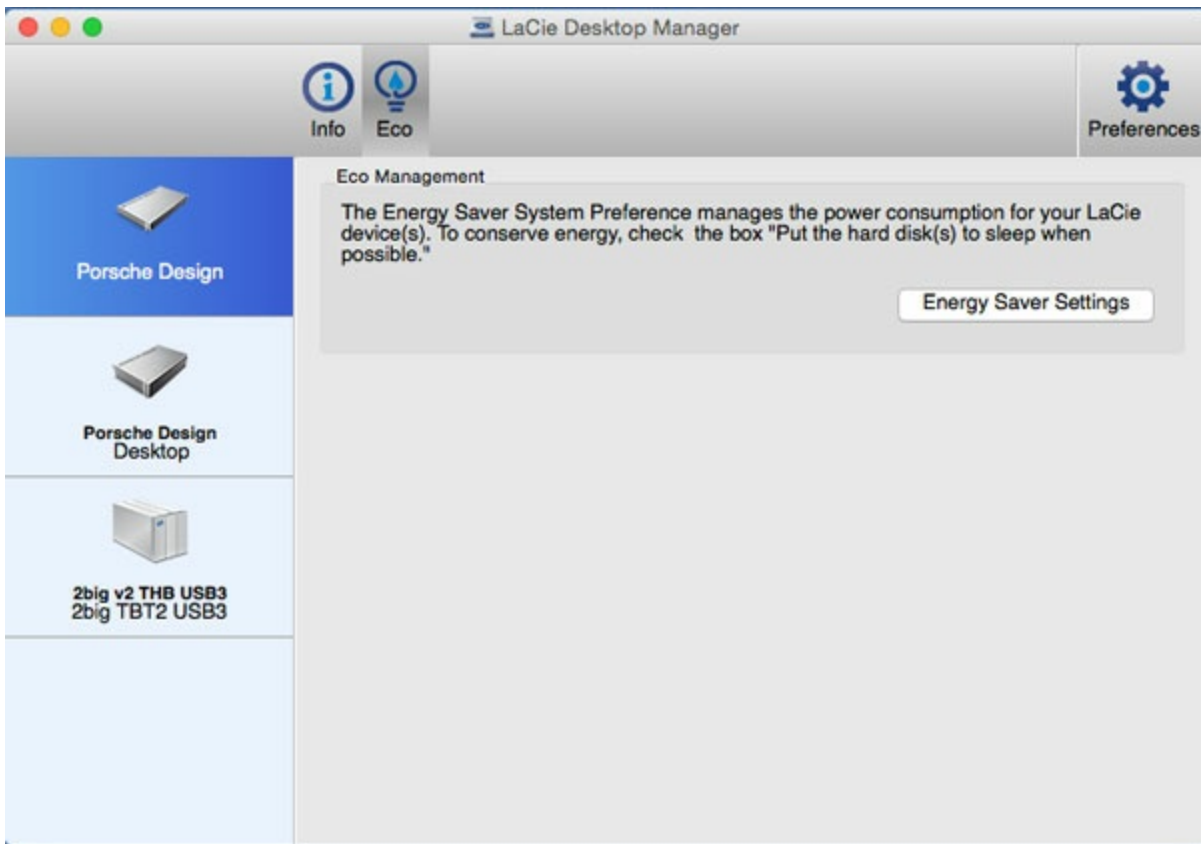 LaCie Desktop Manager
Info
Eco
Preferences
Porsche Design
Porsche Design
Desktop
2big v2 THB USB3
2big TBT2 USB3
Eco Management
The Energy Saver System Preference manages the power consumption for your LaCie
device(s). To conserve energy, check  the box "Put the hard disk(s) to sleep when
possible."
Energy Saver Settings